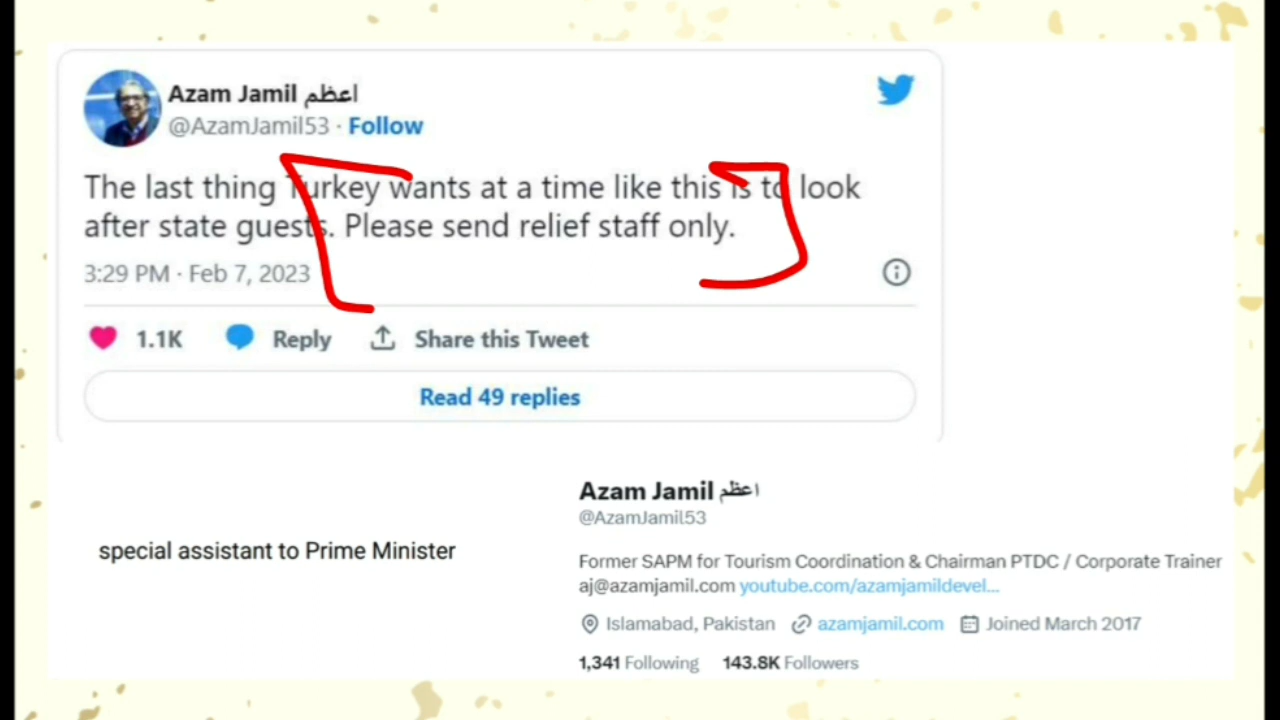 Azam Jamil اعظم
@AzamJamil53 · Follow
The last thing Turkey wants at a time like this is to look
after state guests. Please send relief staff only.
3:29 PM · Feb 7, 2023
1.1K Reply Share this Tweet
Read 49 replies
Azam Jamil اعظم
@AzamJamil53
special assistant to Prime Minister
Former SAPM for Tourism Coordination & Chairman PTDC / Corporate Trainer
aj@azamjamil.com youtube.com/azamjamildevel...
Islamabad, Pakistan azamjamil.com Joined March 2017
1,341 Following 143.8K Followers